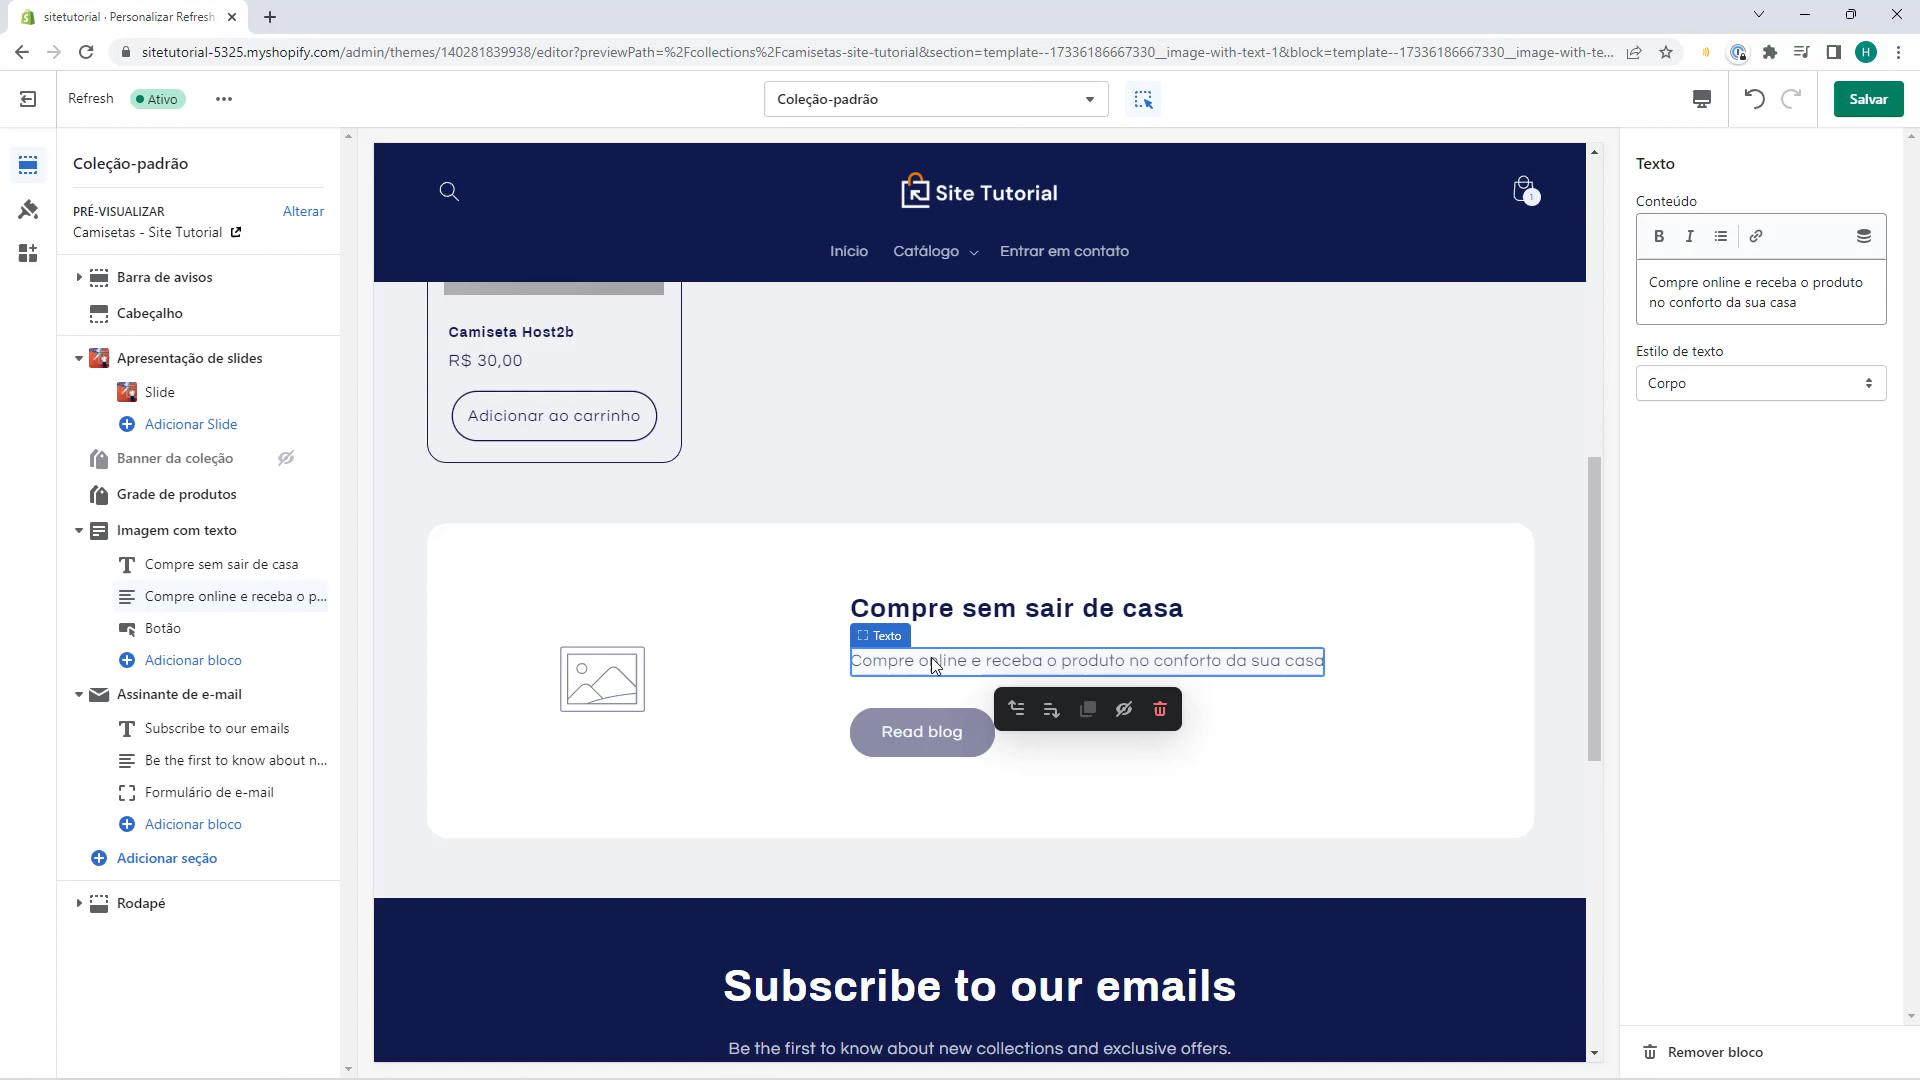 sitetutorial · Personalizar Refresh
sitetutorial-5325.myshopify.com/admin/themes/140281839938/editor?previewPath=%2Fcollections%2Fcamisetas-site-tutorial&section=template--17336186667330__image-with-text-1&block=template--17336186667330__image-with-te...
H
Refresh
Ativo
Coleção-padrão
Salvar
Coleção-padrão
PRÉ-VISUALIZAR
Alterar
Camisetas - Site Tutorial
Barra de avisos
Cabeçalho
Apresentação de slides
Slide
Adicionar Slide
Banner da coleção
Grade de produtos
Imagem com texto
Compre sem sair de casa
Compre online e receba o p...
Botão
Adicionar bloco
Assinante de e-mail
Subscribe to our emails
Be the first to know about n...
Formulário de e-mail
Adicionar bloco
Adicionar seção
Rodapé
Site Tutorial
1
Início
Catálogo
Entrar em contato
Camiseta Host2b
R$ 30,00
Adicionar ao carrinho
Compre sem sair de casa
Texto
Compre online e receba o produto no conforto da sua casa
Read blog
Subscribe to our emails
Be the first to know about new collections and exclusive offers.
Texto
Conteúdo
B
I
Compre online e receba o produto
no conforto da sua casa
Estilo de texto
Corpo
Remover bloco